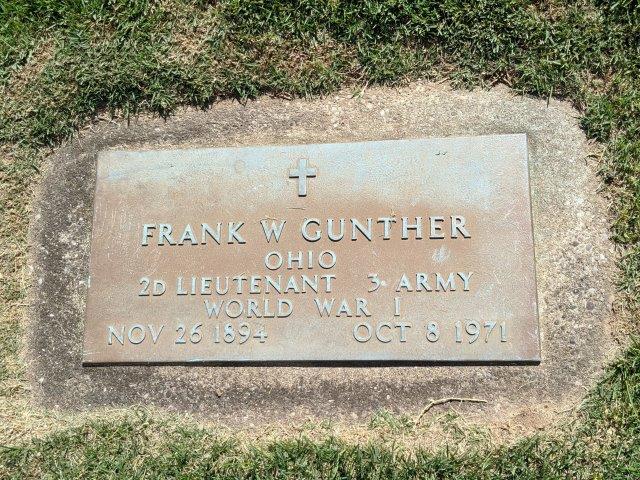 FRANK W GUNTHER
OHIO
2D LIEUTENANT 3 ARMY
WORLD WAR I
NOV 26 1894 OCT 8 1971